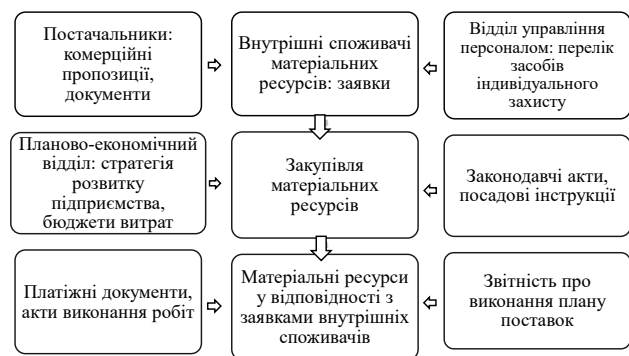 Постачальники:
комерційні
пропозиції,
документи
Внутрішні споживачі
матеріальних
ресурсів: заявки
Відділ управління
персоналом: перелік
засобів
індивідуального
захисту
Планово-економічний
відділ: стратегія
розвитку
підприємства,
бюджети витрат
Закупівля
матеріальних
ресурсів
Законодавчі акти,
посадові інструкції
Платіжні документи,
акти виконання робіт
Матеріальні ресурси
у відповідності з
заявками внутрішніх
споживачів
Звітність про
виконання плану
поставок